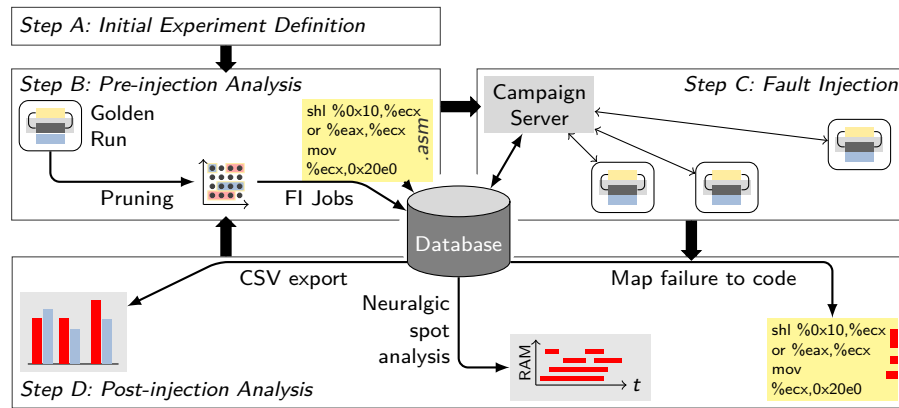 Step A: Initial Experiment Definition
Step B: Pre-injection Analysis
Golden
Run
shl %0x10,%ecx
or %eax,%ecx
mov
%ecx,0x20e0
.asm
Pruning
FI Jobs
Campaign
Server
Step C: Fault Injection
Database
CSV export
Map failure to code
Neuralgic
spot
analysis
RAM
t
shl %0x10,%ecx
or %eax,%ecx
mov
%ecx,0x20e0
Step D: Post-injection Analysis